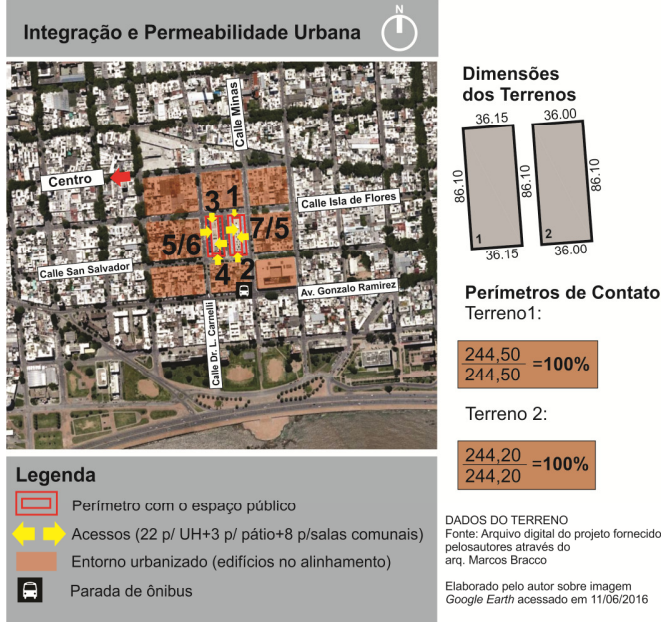 Integração e Permeabilidade Urbana
N
Calle Minas
Centro
Calle Isla de Flores
3 1
5/6
7/5
4 2
Calle San Salvador
Av. Gonzalo Ramirez
Calle Dr. L. Carnelli
Dimensões
dos Terrenos
36.15 36.00
86.10 86.10 86.10
1 2
36.15 36.00
Perímetros de Contato
Terreno1:
244,50
244,50
=100%
Terreno 2:
244,20
244,20
=100%
Legenda
Perímetro com o espaço público
Acessos (22 p/ UH+3 p/ pátio+8 p/salas comunais)
Entorno urbanizado (edifícios no alinhamento)
Parada de ônibus
DADOS DO TERRENO
Fonte: Arquivo digital do projeto fornecido
pelosautores através do
arq. Marcos Bracco
Elaborado pelo autor sobre imagem
Google Earth acessado em 11/06/2016